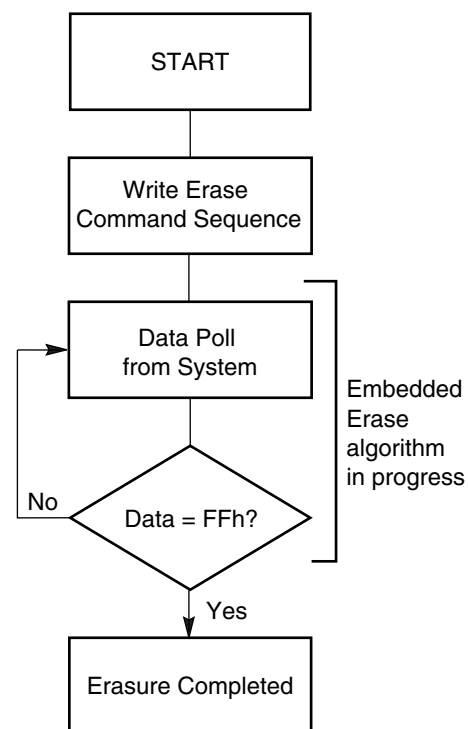 START
Write Erase
Command Sequence
Data Poll
from System
Embedded
Erase
algorithm
in progress
No
Data = FFh?
Yes
Erasure Completed